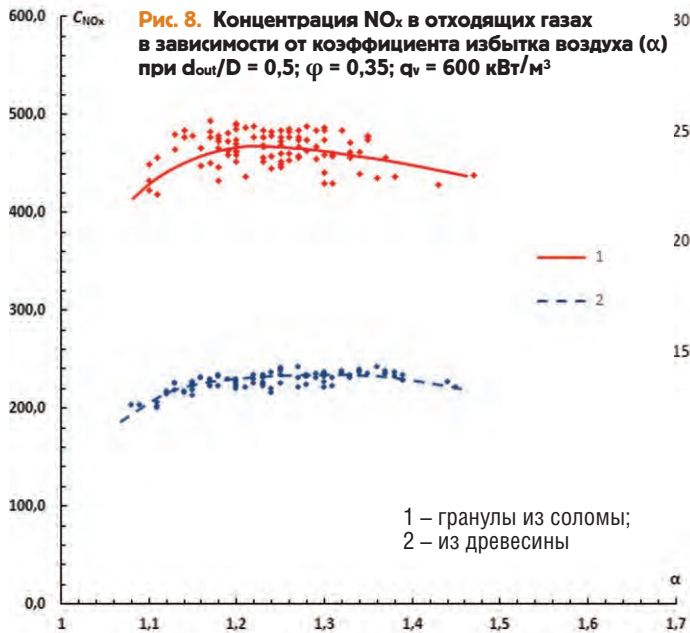 600,0
C NOx
Рис. 8. Концентрация NOx в отходящих газах
в зависимости от коэффициента избытка воздуха (α)
при dout/D = 0,5; φ = 0,35; qv = 600 кВт/м³
500,0
400,0
300,0
200,0
100,0
0,0
1
2
1 – гранулы из соломы;
2 – из древесины
α
1 1,1 1,2 1,3 1,4 1,5 1,6 1,7
30
25
20
15